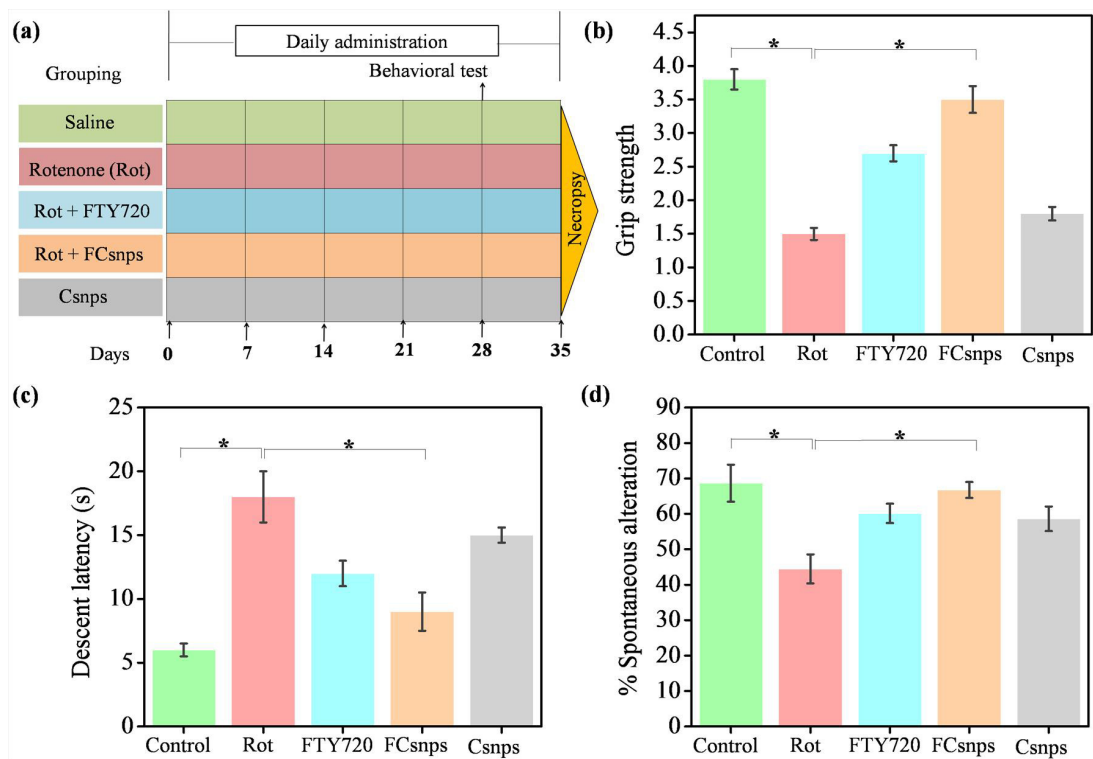 (a)
Daily administration
Grouping
Behavioral test
Saline
Rotenone (Rot)
Rot + FTY720
Rot + FCsnps
Csnps
Necropsy
Days
0
7
14
21
28
35
(b)
Grip strength
4.5
4.0
3.5
3.0
2.5
2.0
1.5
1.0
0.5
0.0
*
*
Control
Rot
FTY720
FCsnps
Csnps
(c)
Descent latency (s)
25
20
15
10
5
0
*
*
Control
Rot
FTY720
FCsnps
Csnps
(d)
% Spontaneous alteration
90
80
70
60
50
40
30
20
10
0
*
*
Control
Rot
FTY720
FCsnps
Csnps